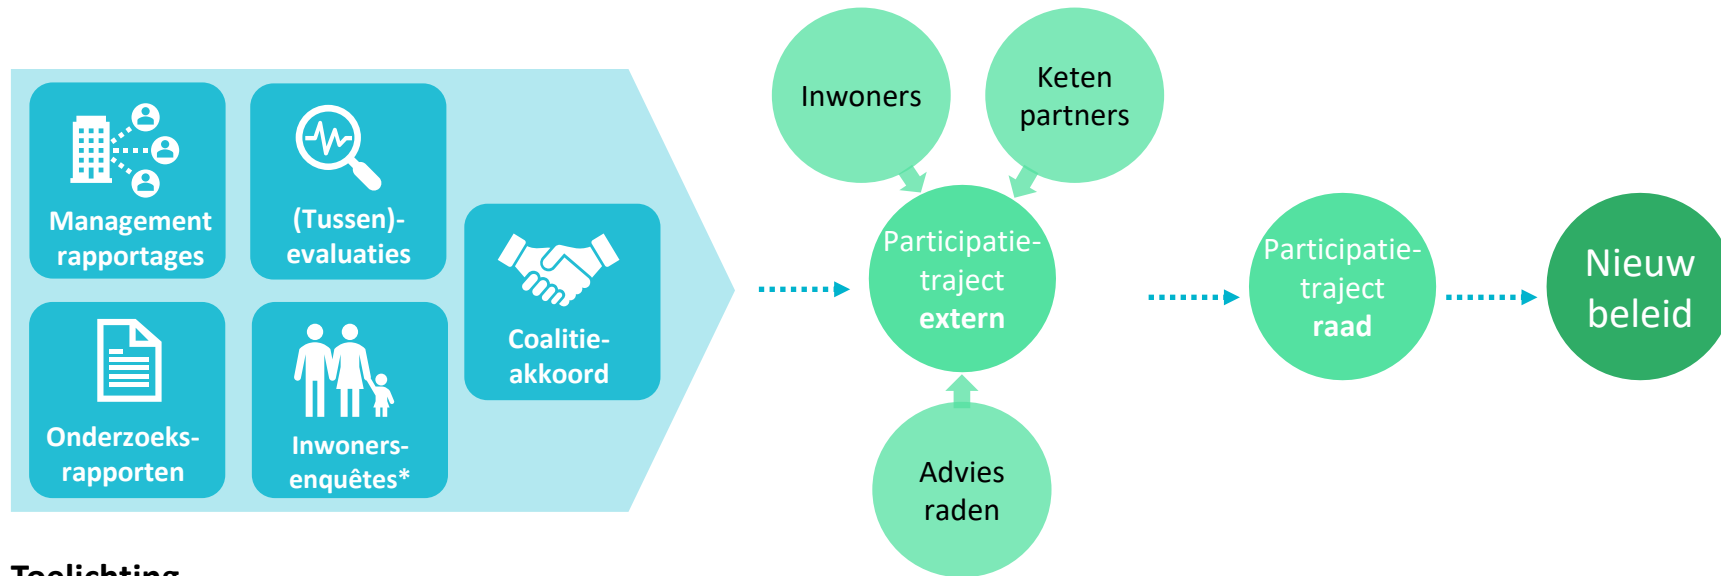 Management
rapportages
(Tussen)-
evaluaties
Onderzoeks-
rapporten
Inwoners-
enquêtes*
Coalitie-
akkoord
Inwoners
Keten
partners
Participatie-
traject
extern
Advies
raden
Participatie-
traject
raad
Nieuw
beleid
Toelichting